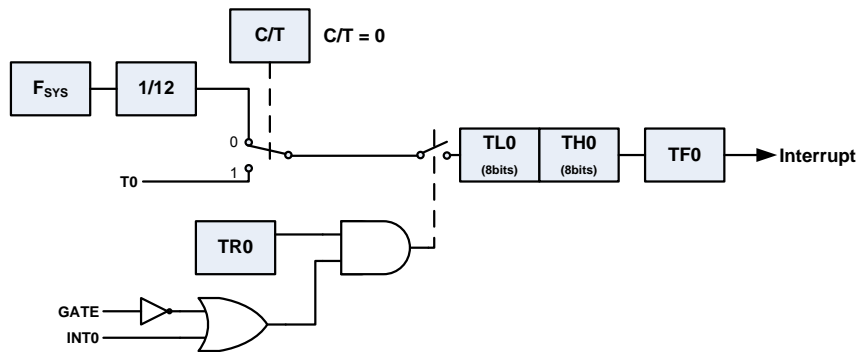 C/T
C/T = 0
FSYS
1/12
0
1
T0
TL0
(8bits)
TH0
(8bits)
TF0
Interrupt
TR0
GATE
INT0